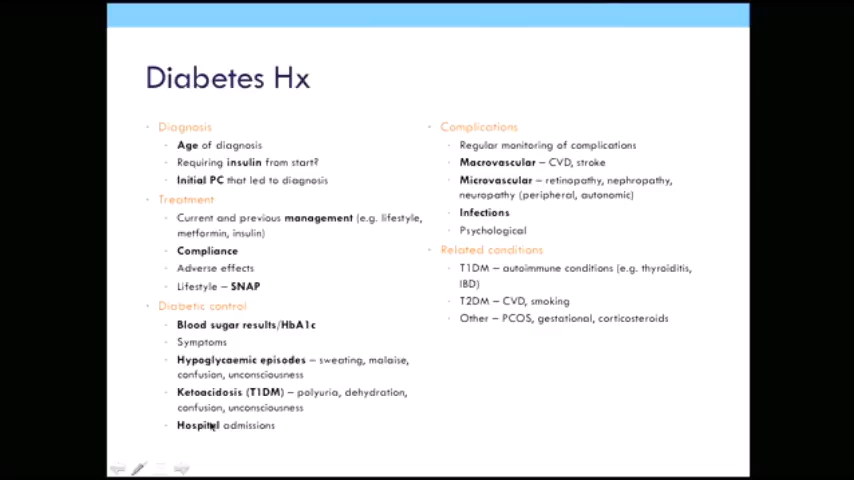 Diabetes Hx
Diagnosis
Age of diagnosis
Requiring insulin from start?
Initial PC that led to diagnosis
Treatment
Current and previous management (e.g. lifestyle,
metformin, insulin)
Compliance
Adverse effects
Lifestyle – SNAP
Diabetic control
Blood sugar results/HbA1c
Symptoms
Hypoglycaemic episodes – sweating, malaise,
confusion, unconsciousness
Ketoacidosis (T1DM) – polyuria, dehydration,
confusion, unconsciousness
Hospital admissions
Complications
Regular monitoring of complications
Macrovascular – CVD, stroke
Microvascular – retinopathy, nephropathy,
neuropathy (peripheral, autonomic)
Infections
Psychological
Related conditions
T1DM – autoimmune conditions (e.g. thyroiditis,
IBD)
T2DM – CVD, smoking
Other – PCOS, gestational, corticosteroids